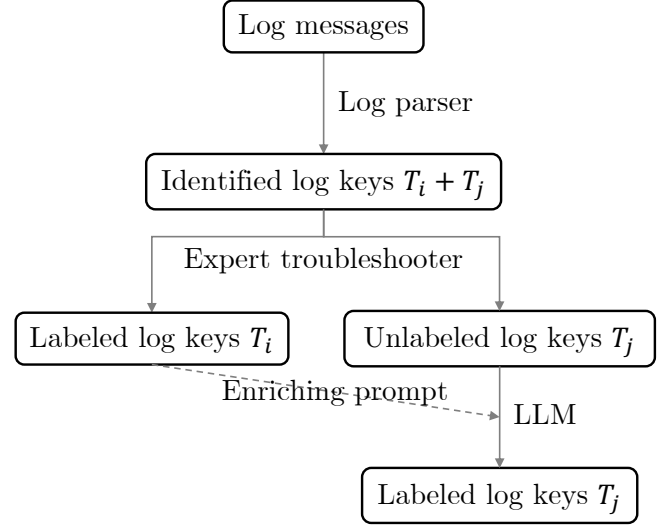 Log messages
Log parser
Identified log keys T_i + T_j
Expert troubleshooter
Labeled log keys T_i
Unlabeled log keys T_j
Enriching prompt
LLM
Labeled log keys T_j